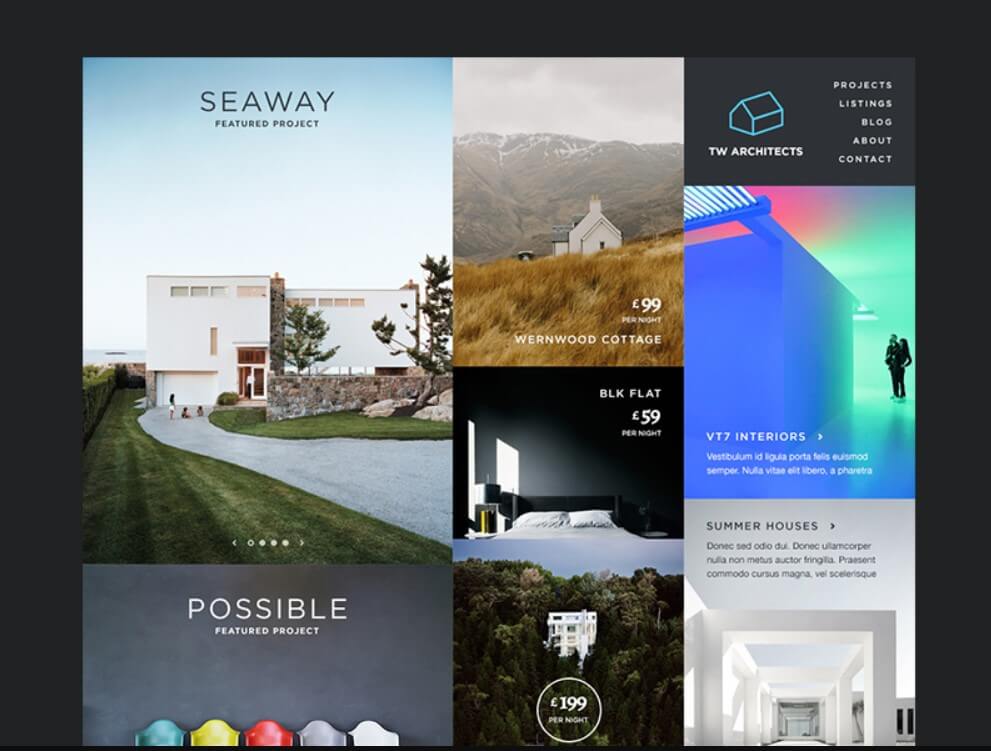 SEAWAY
FEATURED PROJECT
POSSIBLE
FEATURED PROJECT
£99
PER NIGHT
WERNWOOD COTTAGE
BLK FLAT
£59
PER NIGHT
£199
PER NIGHT
TW ARCHITECTS
PROJECTS
LISTINGS
BLOG
ABOUT
CONTACT
VT7 INTERIORS
Vestibulum id ligula porta felis euismod
semper. Nulla vitae elit libero, a pharetra
SUMMER HOUSES
Donec sed odio dui. Donec ullamcorper
nulla non metus auctor fringilla. Praesent
commodo cursus magna, vel scelerisque